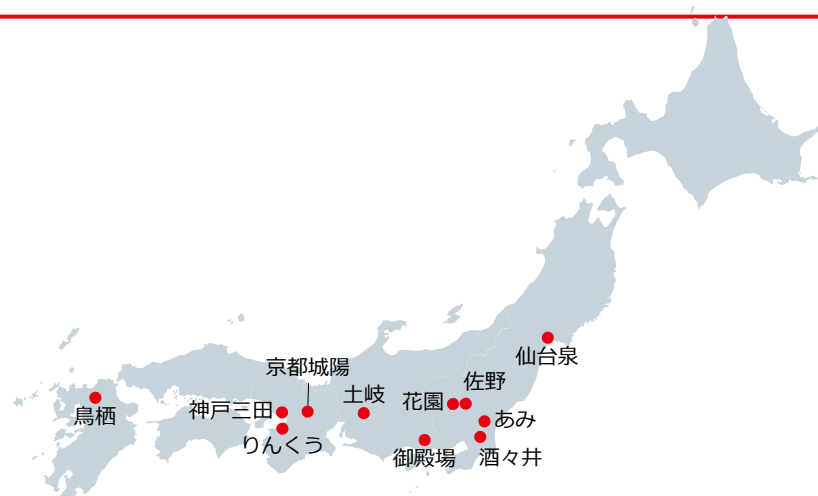 仙台泉
京都城陽
佐野
土岐
花園
鳥栖
神戸三田
あみ
りんくう
御殿場
酒々井